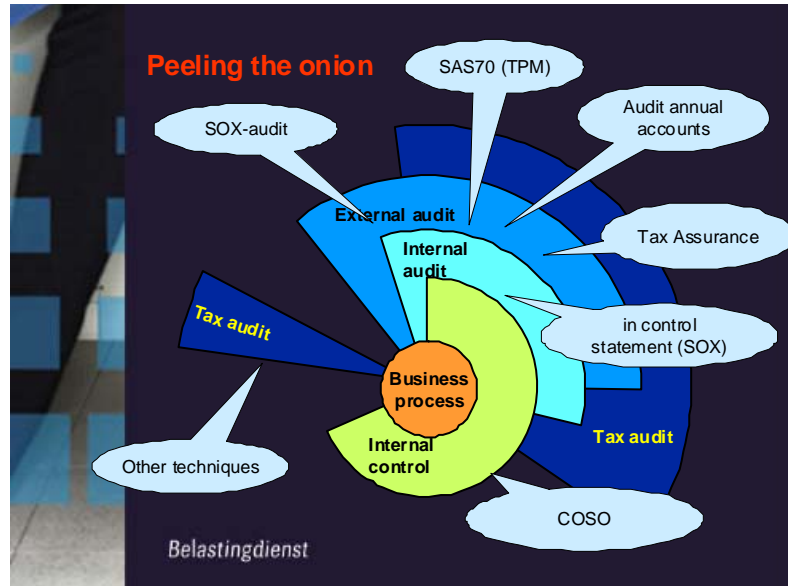 Peeling the onion
SAS70 (TPM)
SOX-audit
Audit annual
accounts
External audit
Tax Assurance
Internal
audit
Tax audit
in control
statement (SOX)
Business
process
Internal
control
Tax audit
Other techniques
COSO
Belastingdienst